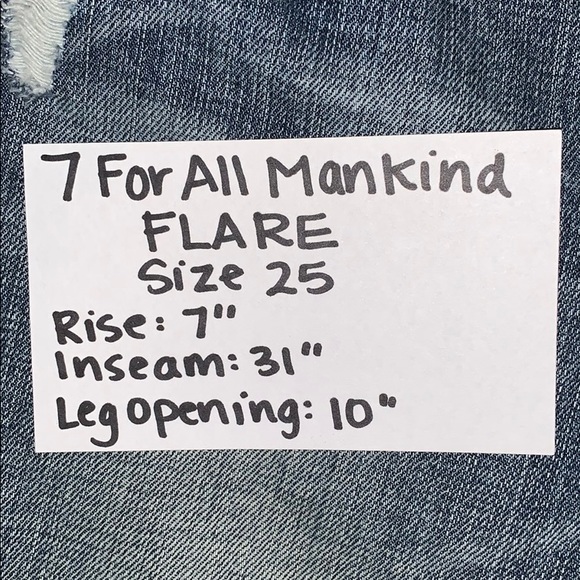 7 For All Mankind
FLARE
Size 25
Rise: 7"
Inseam: 31"
Leg opening: 10"